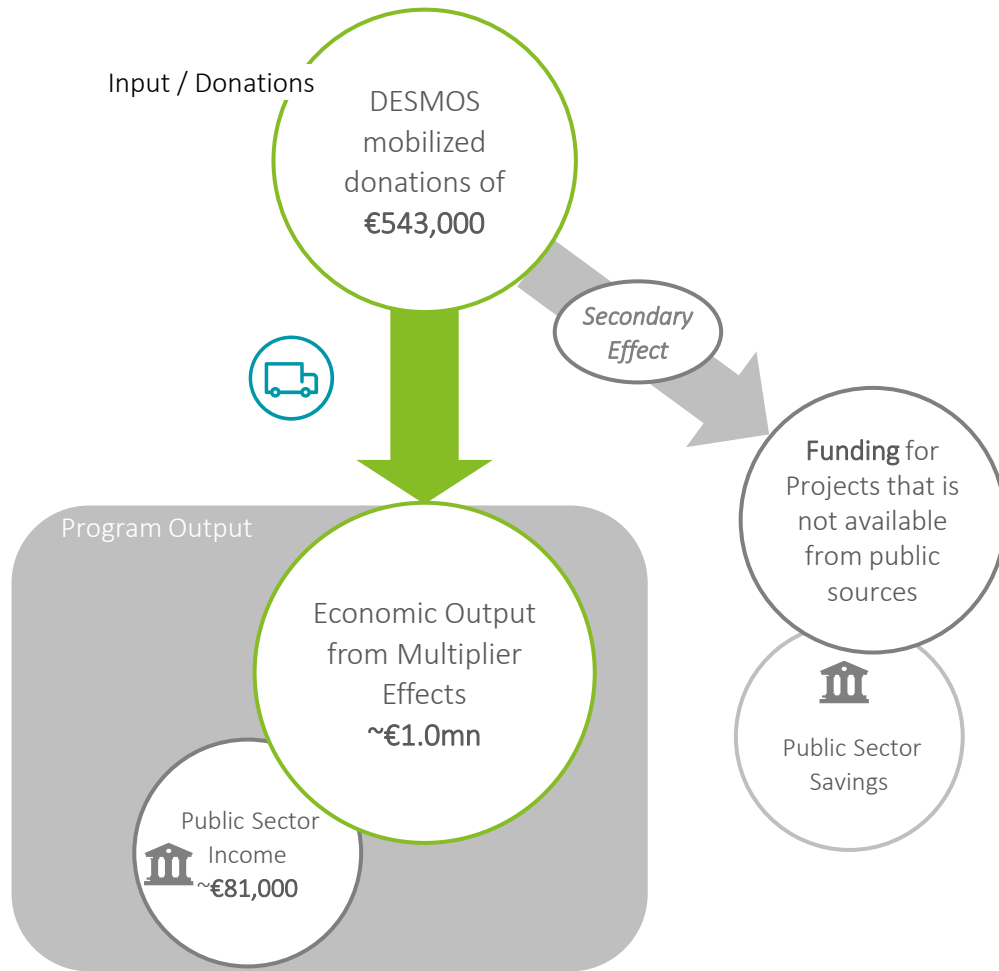 Input / Donations
DESMOS
mobilized
donations of
€543,000
Secondary
Effect
Funding for
Projects that is
not available
from public
sources
Public Sector
Savings
Program Output
Economic Output
from Multiplier
Effects
~€1.0mn
Public Sector
Income
~€81,000